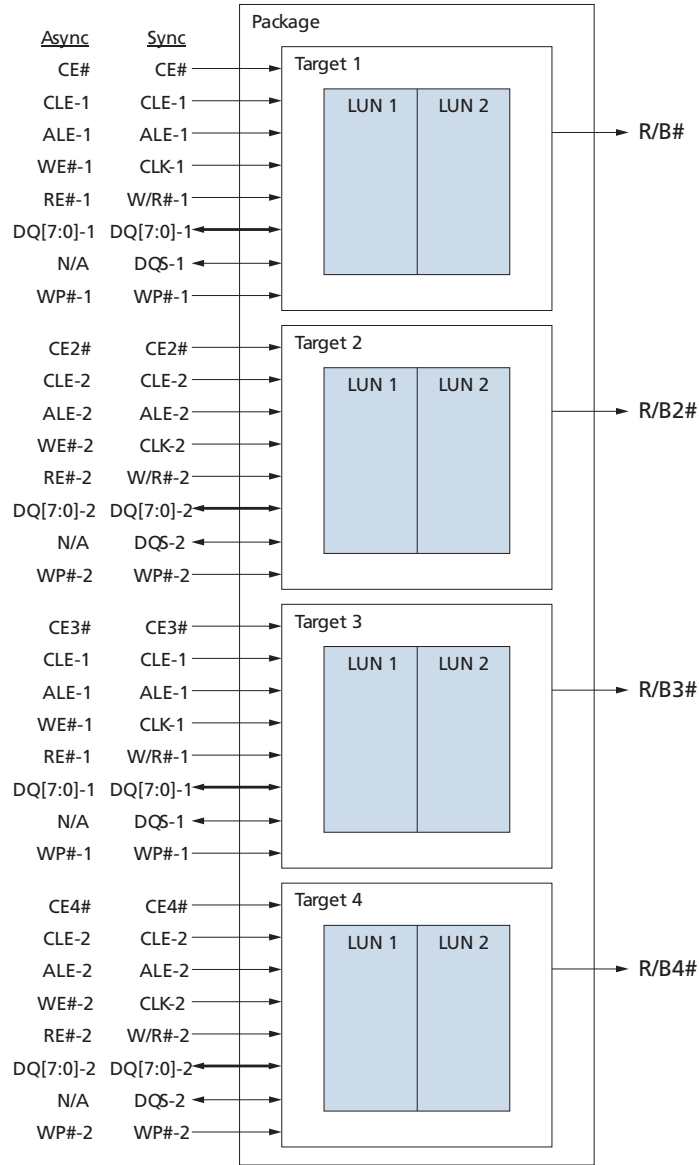 Package
Async Sync
Target 1
CE# CE#
CLE-1 CLE-1 LUN 1 LUN 2
ALE-1 ALE-1 R/B#
WE#-1 CLK-1
RE#-1 W/R#-1
DQ[7:0]-1 DQ[7:0]-1
N/A DQS-1
WP#-1 WP#-1
Target 2
CE2# CE2#
CLE-2 CLE-2 LUN 1 LUN 2
ALE-2 ALE-2 R/B2#
WE#-2 CLK-2
RE#-2 W/R#-2
DQ[7:0]-2 DQ[7:0]-2
N/A DQS-2
WP#-2 WP#-2
Target 3
CE3# CE3#
CLE-1 CLE-1 LUN 1 LUN 2
ALE-1 ALE-1 R/B3#
WE#-1 CLK-1
RE#-1 W/R#-1
DQ[7:0]-1 DQ[7:0]-1
N/A DQS-1
WP#-1 WP#-1
Target 4
CE4# CE4#
CLE-2 CLE-2 LUN 1 LUN 2
ALE-2 ALE-2 R/B4#
WE#-2 CLK-2
RE#-2 W/R#-2
DQ[7:0]-2 DQ[7:0]-2
N/A DQS-2
WP#-2 WP#-2